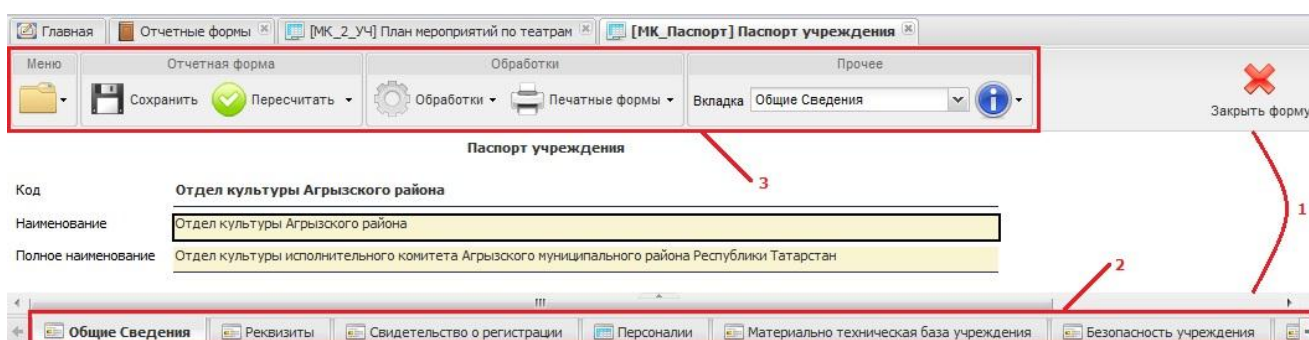 Главная Отчетные формы [МК_2_УЧ] План мероприятий по театрам [МК_Паспорт] Паспорт учреждения
Меню Отчетная форма Обработки Прочее
Сохранить Пересчитать Обработки Печатные формы Вкладка Общие Сведения
Закрыть форму
Паспорт учреждения
3
Код Отдел культуры Агрызского района
Наименование Отдел культуры Агрызского района
1
Полное наименование Отдел культуры исполнительного комитета Агрызского муниципального района Республики Татарстан
2
Общие Сведения Реквизиты Свидетельство о регистрации Персоналии Материально техническая база учреждения Безопасность учреждения